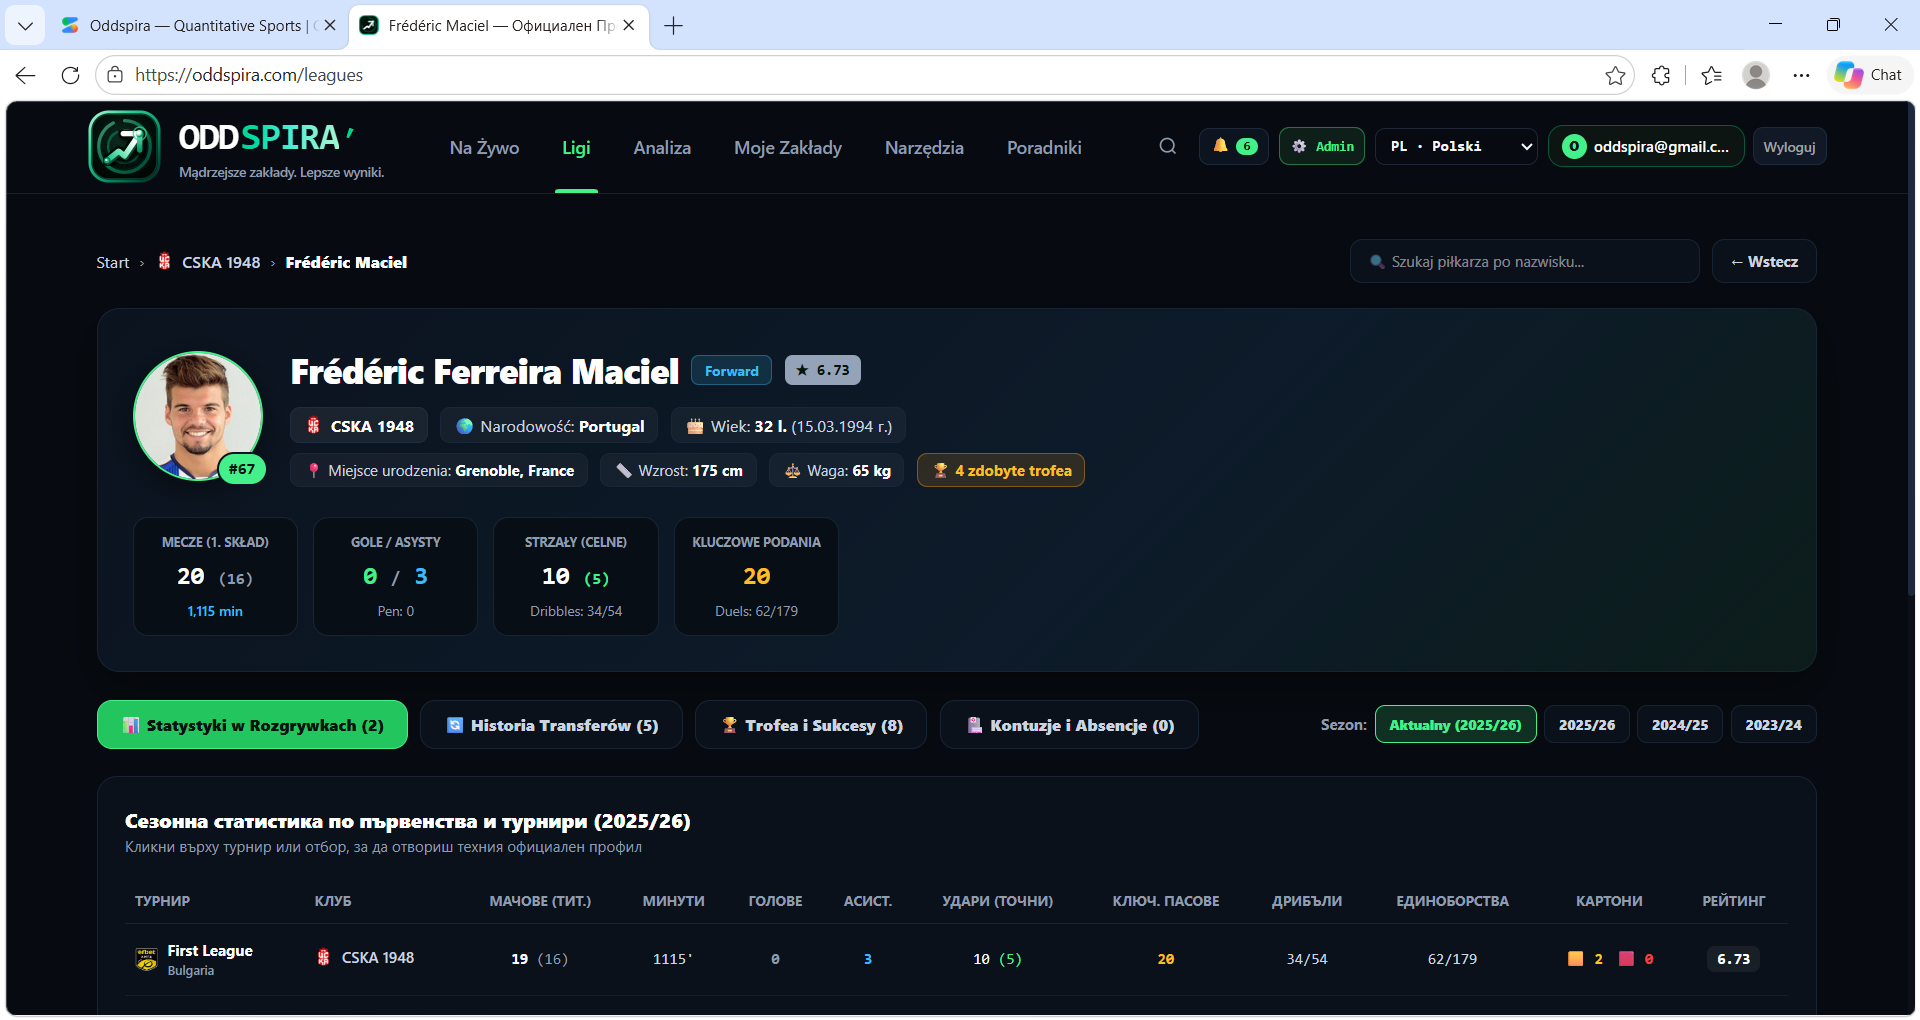 Oddspira — Quantitative Sports |
Frédéric Maciel — Официален Пр
https://oddspira.com/leagues
Chat
ODDSPIRA
Mądrzejsze zakłady. Lepsze wyniki.
Na Żywo
Ligi
Analiza
Moje Zakłady
Narzędzia
Poradniki
6
Admin
PL · Polski
O
oddspira@gmail.c...
Wyloguj
Start › CSKA 1948 › Frédéric Maciel
Szukaj piłkarza po nazwisku...
← Wstecz
Frédéric Ferreira Maciel
Forward
★ 6.73
CSKA 1948
Narodowość: Portugal
Wiek: 32 l. (15.03.1994 r.)
#67
Miejsce urodzenia: Grenoble, France
Wzrost: 175 cm
Waga: 65 kg
4 zdobyte trofea
MECZE (1. SKŁAD)
20 (16)
1,115 min
GOLE / ASYSTY
0 / 3
Pen: 0
STRZAŁY (CELNE)
10 (5)
Dribbles: 34/54
KLUCZOWE PODANIA
20
Duels: 62/179
Statystyki w Rozgrywkach (2)
Historia Transferów (5)
Trofea i Sukcesy (8)
Kontuzje i Absencje (0)
Sezon:
Aktualny (2025/26)
2025/26
2024/25
2023/24
Сезонна статистика по първенства и турнири (2025/26)
Кликни върху турнир или отбор, за да отвориш техния официален профил
ТУРНИР КЛУБ МАЧОВЕ (ТИТ.) МИНУТИ ГОЛОВЕ АСИСТ. УДАРИ (ТОЧНИ) КЛЮЧ. ПАСОВЕ ДРИБЪЛИ ЕДИНОБОРСТВА КАРТОНИ РЕЙТИНГ
First League
Bulgaria
CSKA 1948 19 (16) 1115' 0 3 10 (5) 20 34/54 62/179 2 0 6.73